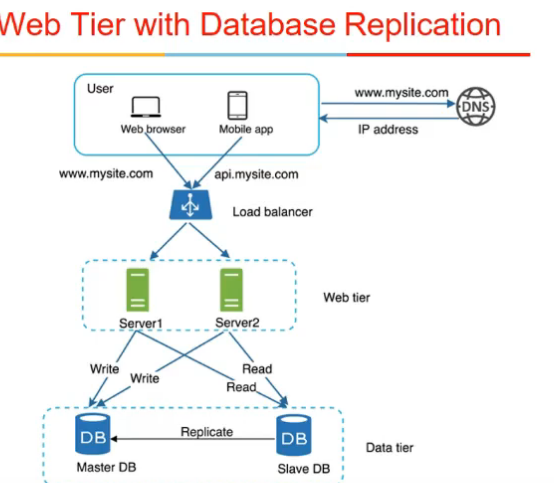 Web Tier with Database Replication
User
Web browser
Mobile app
www.mysite.com
DNS
IP address
www.mysite.com
api.mysite.com
Load balancer
Server1
Server2
Web tier
Write
Write
Read
Read
DB
Replicate
DB
Data tier
Master DB
Slave DB